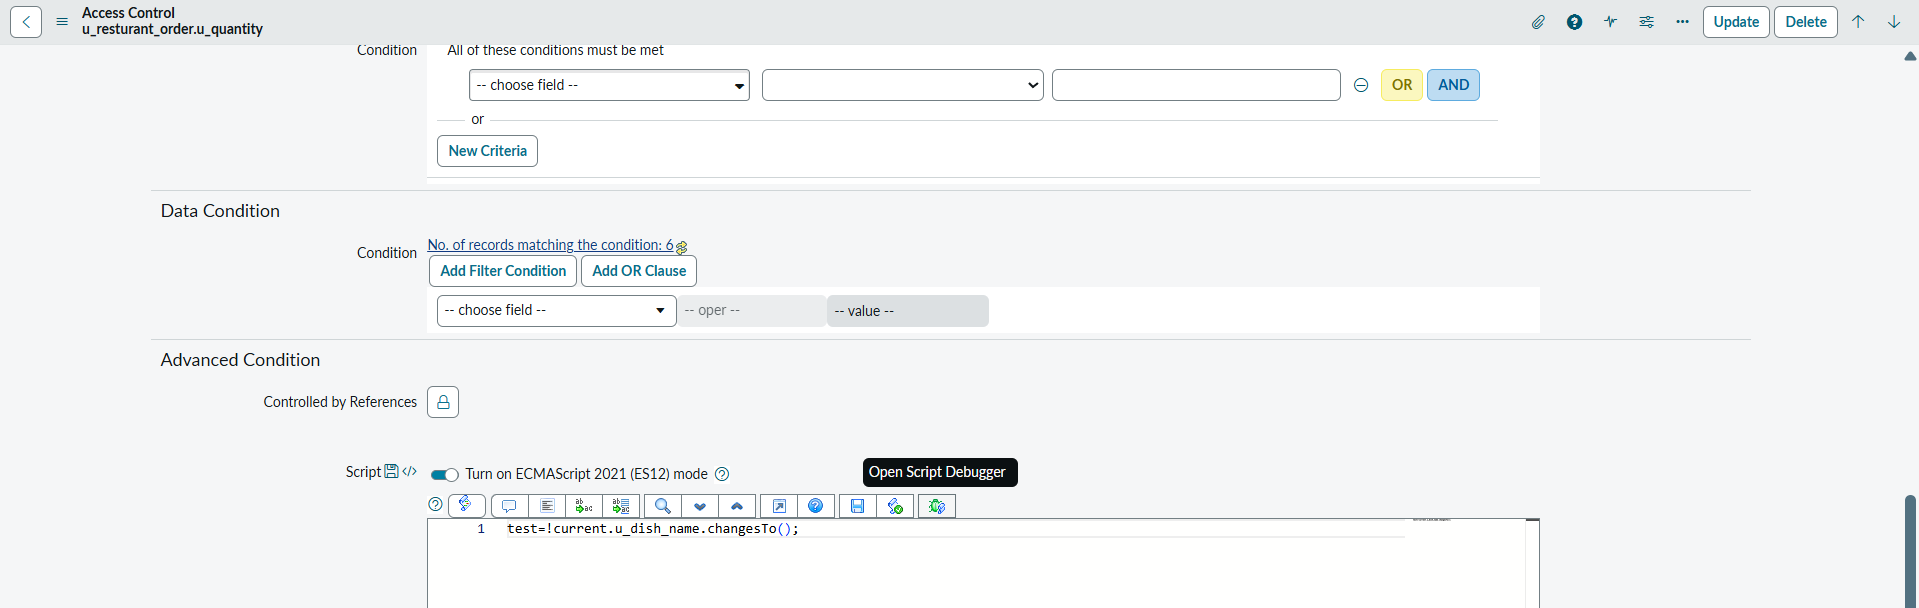 Access Control
u_resturant_order.u_quantity
Update
Delete
Condition
All of these conditions must be met
-- choose field --
OR
AND
or
New Criteria
Data Condition
Condition
No. of records matching the condition: 6
Add Filter Condition
Add OR Clause
-- choose field --
-- oper --
-- value --
Advanced Condition
Controlled by References
Script
Turn on ECMAScript 2021 (ES12) mode
Open Script Debugger
1 test=!current.u_dish_name.changesTo();